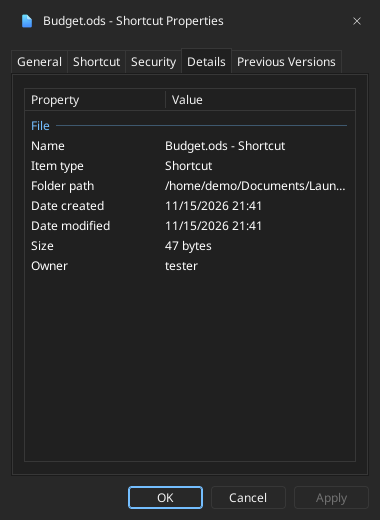 Budget.ods - Shortcut Properties
General Shortcut Security Details Previous Versions
Property Value
File
Name Budget.ods - Shortcut
Item type Shortcut
Folder path /home/demo/Documents/Laun...
Date created 11/15/2026 21:41
Date modified 11/15/2026 21:41
Size 47 bytes
Owner tester
OK Cancel Apply